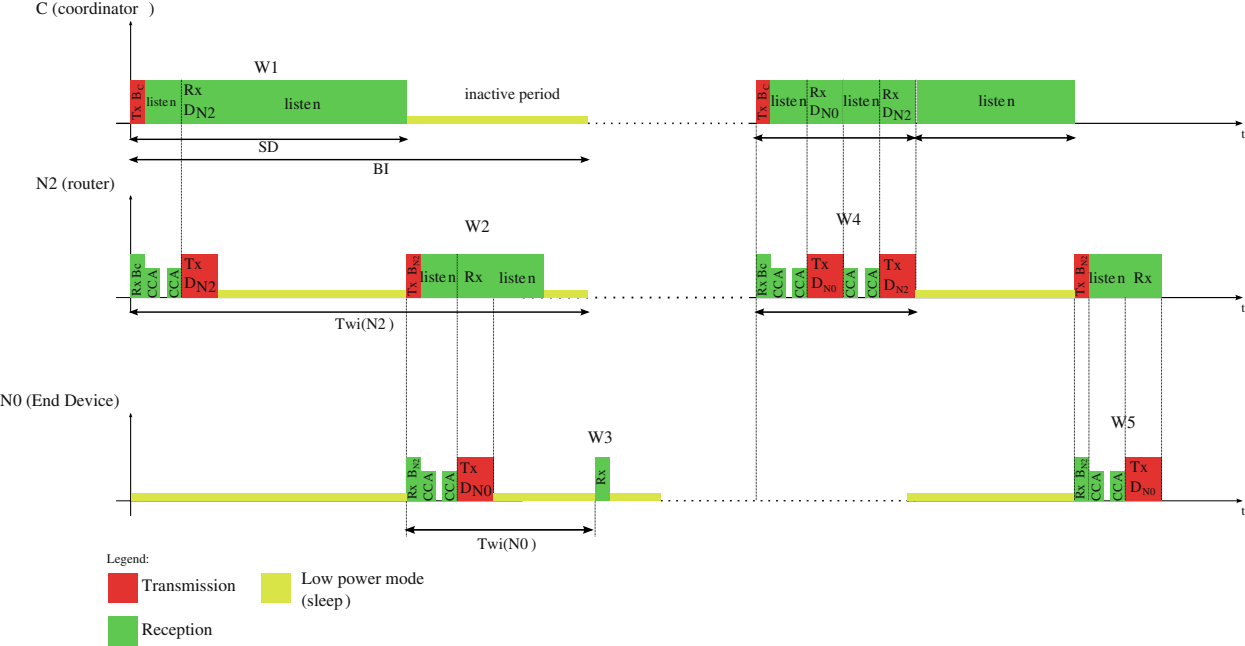 C (coordinator )
W1
Tx Bc
listen
Rx
DN2
listen
inactive period
Tx Bc
listen
Rx
DN0
listen
Rx
DN2
listen
t
SD
BI
N2 (router)
W2
W4
Rx Bc
CCA
CCA
Tx
DN2
Tx BN2
listen
Rx
listen
Rx Bc
CCA
CCA
Tx
DN0
CCA
CCA
Tx
DN2
Tx BN2
listen
Rx
t
Twi(N2)
N0 (End Device)
W3
W5
Rx BN2
CCA
CCA
Tx
DN0
Rx
Rx BN2
CCA
CCA
Tx
DN0
t
Twi(N0)
Legend:
Transmission
Low power mode
(sleep)
Reception